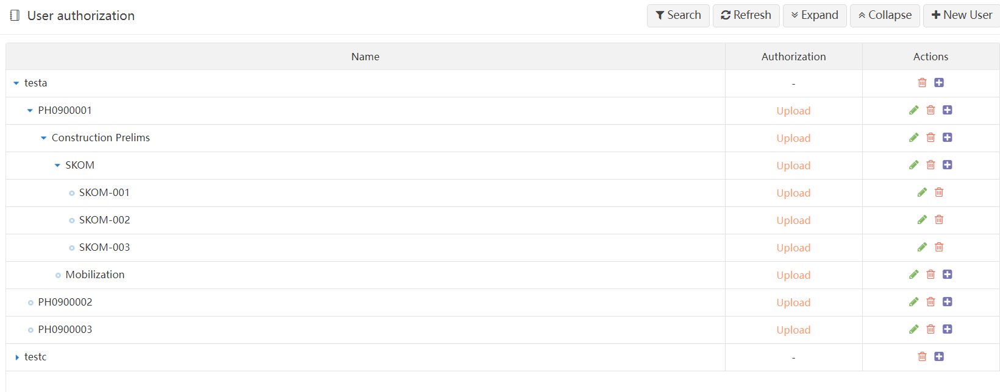 User authorization
Search Refresh Expand Collapse New User
Name Authorization Actions
testa -
PH0900001 Upload
Construction Prelims Upload
SKOM Upload
SKOM-001 Upload
SKOM-002 Upload
SKOM-003 Upload
Mobilization Upload
PH0900002 Upload
PH0900003 Upload
testc -